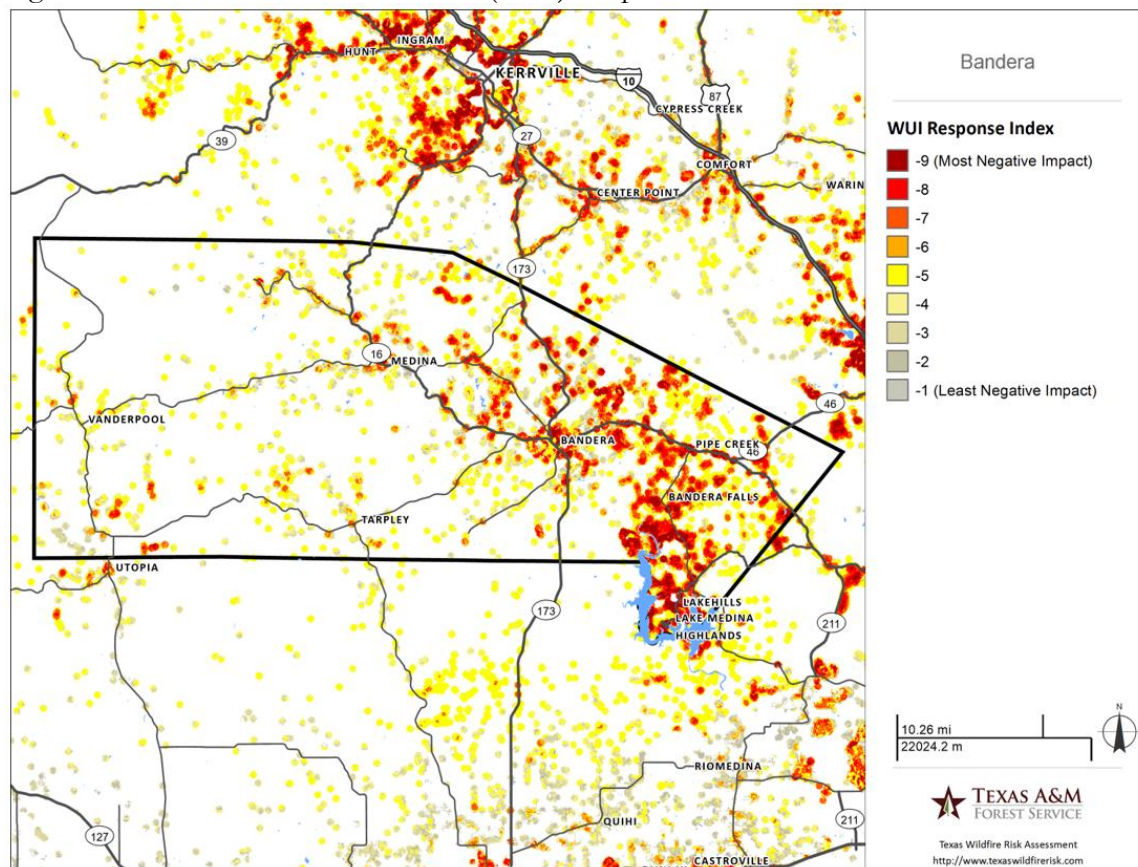 HUNT
INGRAM
KERRVILLE
10
87
CYPRESS CREEK
39
27
COMFORT
WARIN
CENTER POINT
173
16
MEDINA
46
VANDERPOOL
BANDERA
PIPE CREEK
46
BANDERA FALLS
TARPLEY
UTOPIA
173
LAKEHILLS
LAKE MEDINA
HIGHLANDS
211
RIOMEDINA
QUIHI
127
211
CASTROVILLE
Bandera
WUI Response Index
-9 (Most Negative Impact)
-8
-7
-6
-5
-4
-3
-2
-1 (Least Negative Impact)
10.26 mi
22024.2 m
N
TEXAS A&M
FOREST SERVICE
Texas Wildfire Risk Assessment
http://www.texaswildfirerisk.com